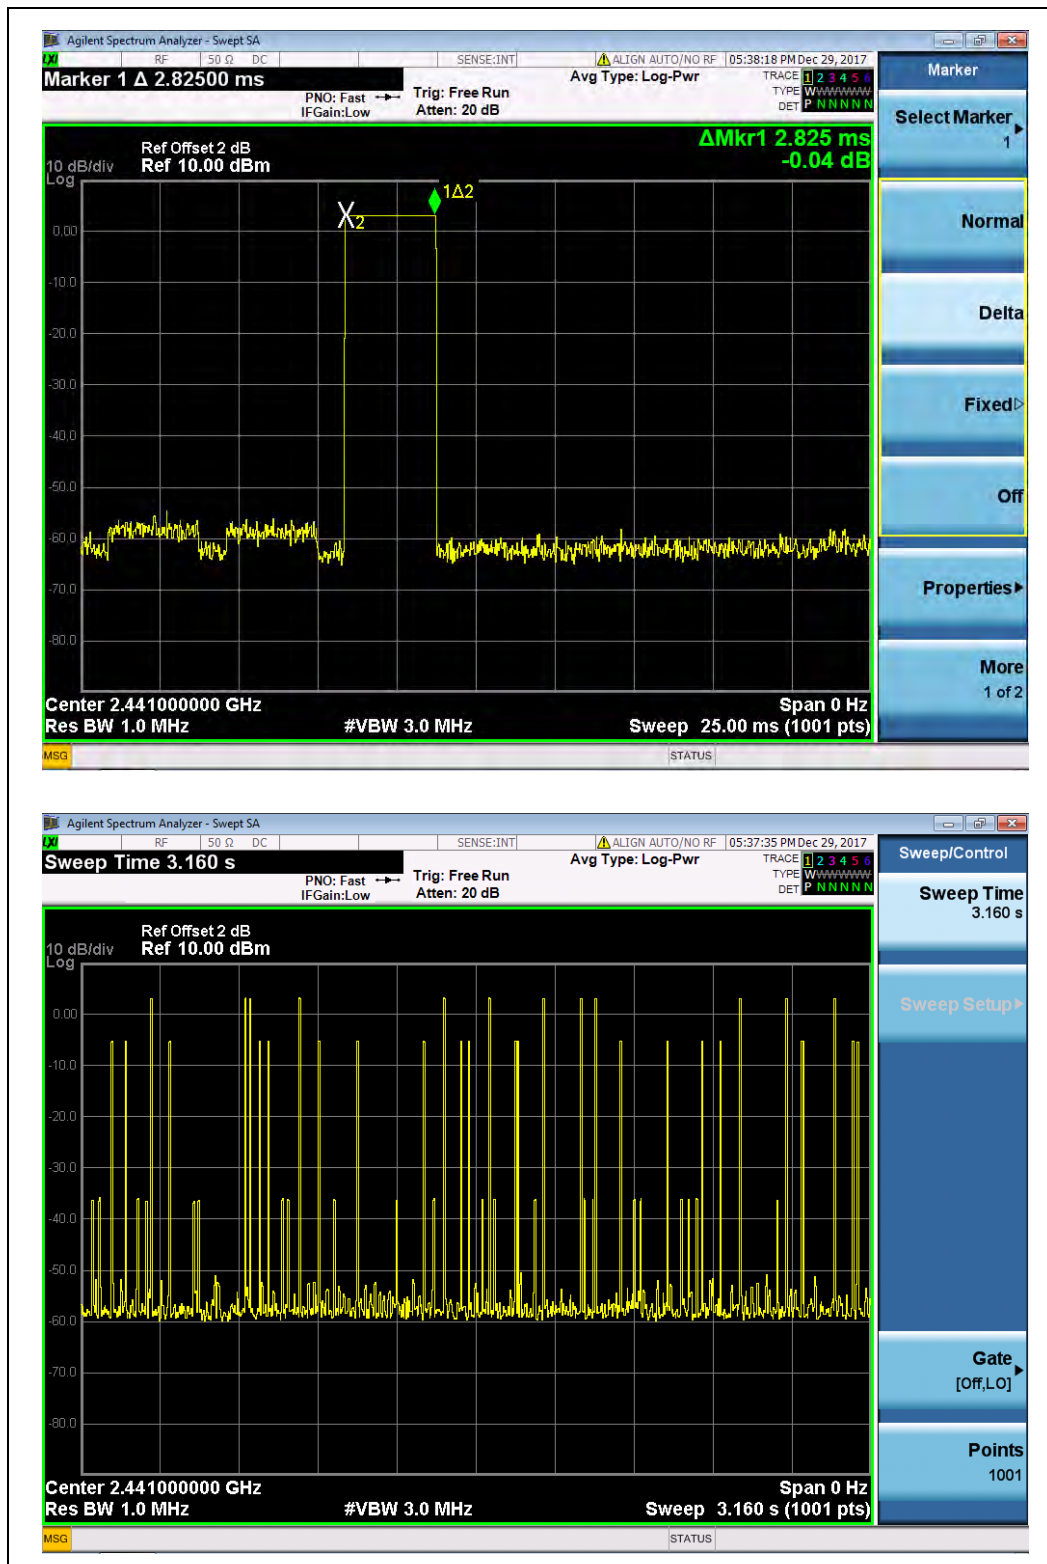 Agilent Spectrum Analyzer - Swept SA
LXI RF 50 Ω DC SENSE:INT ALIGN AUTO/NO RF 05:38:18 PM Dec 29, 2017
Marker 1 Δ 2.82500 ms
PNO: Fast
IFGain:Low
Trig: Free Run
Atten: 20 dB
Avg Type: Log-Pwr
TRACE 1 2 3 4 5 6
TYPE WWWWWW
DET P N N N N N
ΔMkr1 2.825 ms
-0.04 dB
Ref Offset 2 dB
10 dB/div Ref 10.00 dBm
Log
1Δ2
X2
0.00
-10.0
-20.0
-30.0
-40.0
-50.0
-60.0
-70.0
-80.0
Center 2.441000000 GHz Span 0 Hz
Res BW 1.0 MHz #VBW 3.0 MHz Sweep 25.00 ms (1001 pts)
MSG STATUS
Marker
Select Marker
1
Normal
Delta
Fixed
Off
Properties
More
1 of 2
Agilent Spectrum Analyzer - Swept SA
LXI RF 50 Ω DC SENSE:INT ALIGN AUTO/NO RF 05:37:35 PM Dec 29, 2017
Sweep Time 3.160 s
PNO: Fast
IFGain:Low
Trig: Free Run
Atten: 20 dB
Avg Type: Log-Pwr
TRACE 1 2 3 4 5 6
TYPE WWWWWW
DET P N N N N N
Ref Offset 2 dB
10 dB/div Ref 10.00 dBm
Log
0.00
-10.0
-20.0
-30.0
-40.0
-50.0
-60.0
-70.0
-80.0
Center 2.441000000 GHz Span 0 Hz
Res BW 1.0 MHz #VBW 3.0 MHz Sweep 3.160 s (1001 pts)
MSG STATUS
Sweep/Control
Sweep Time
3.160 s
Sweep Setup
Gate
[Off,LO]
Points
1001